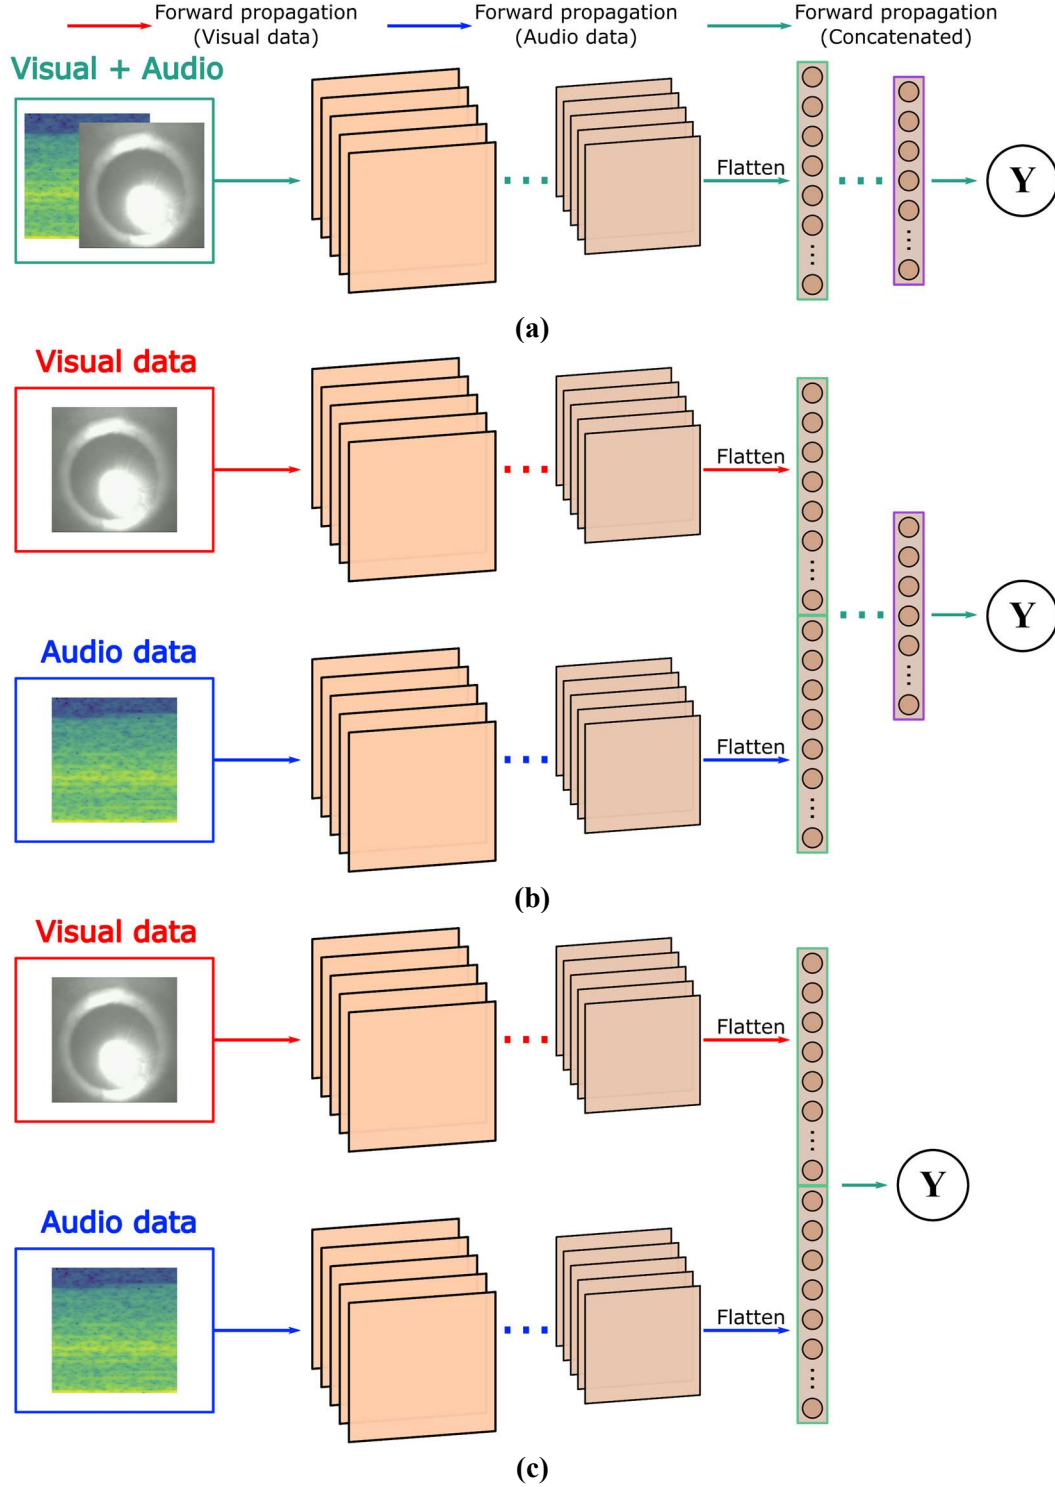 Forward propagation
(Visual data)
Forward propagation
(Audio data)
Forward propagation
(Concatenated)
Visual + Audio
Flatten
Y
(a)
Visual data
Flatten
Y
Audio data
Flatten
(b)
Visual data
Flatten
Y
Audio data
Flatten
(c)